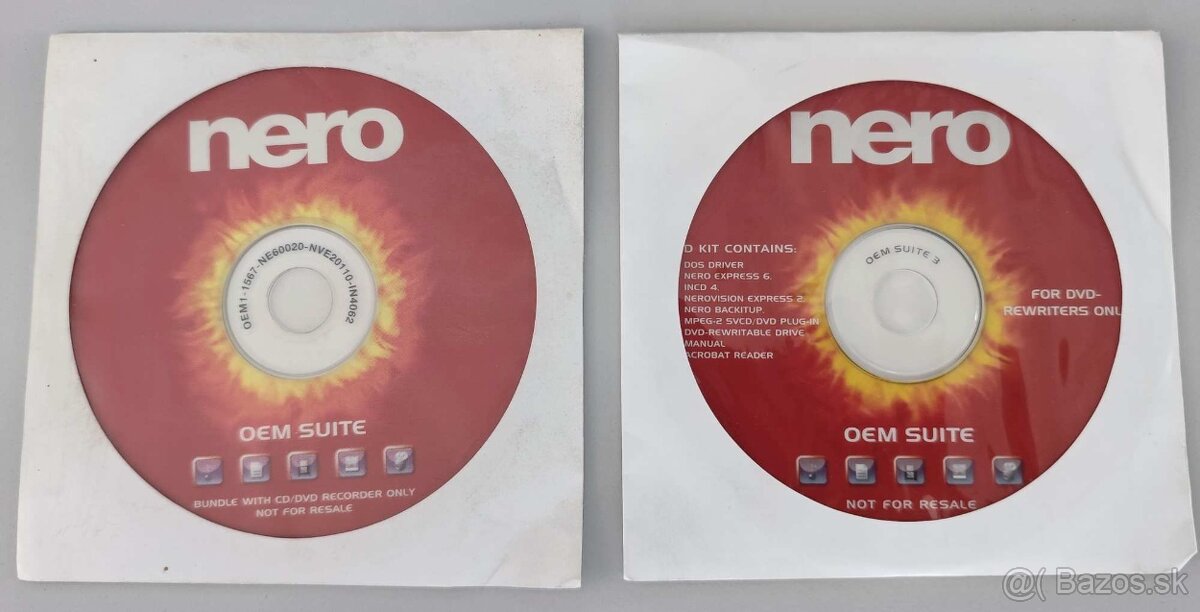 nero
OEM1-1567-NE60020-NVE20110-IN4062
OEM SUITE
BUNDLE WITH CD/DVD RECORDER ONLY
NOT FOR RESALE
nero
OEM SUITE 3
D KIT CONTAINS:
DOS DRIVER
NERO EXPRESS 6.
INCD 4.
NEROVISION EXPRESS 2.
NERO BACKITUP.
MPEG-2 SVCD/DVD PLUG-IN
DVD-REWRITABLE DRIVE
MANUAL
ACROBAT READER
FOR DVD-
REWRITERS ONL
OEM SUITE
NOT FOR RESALE
@( Bazos.sk